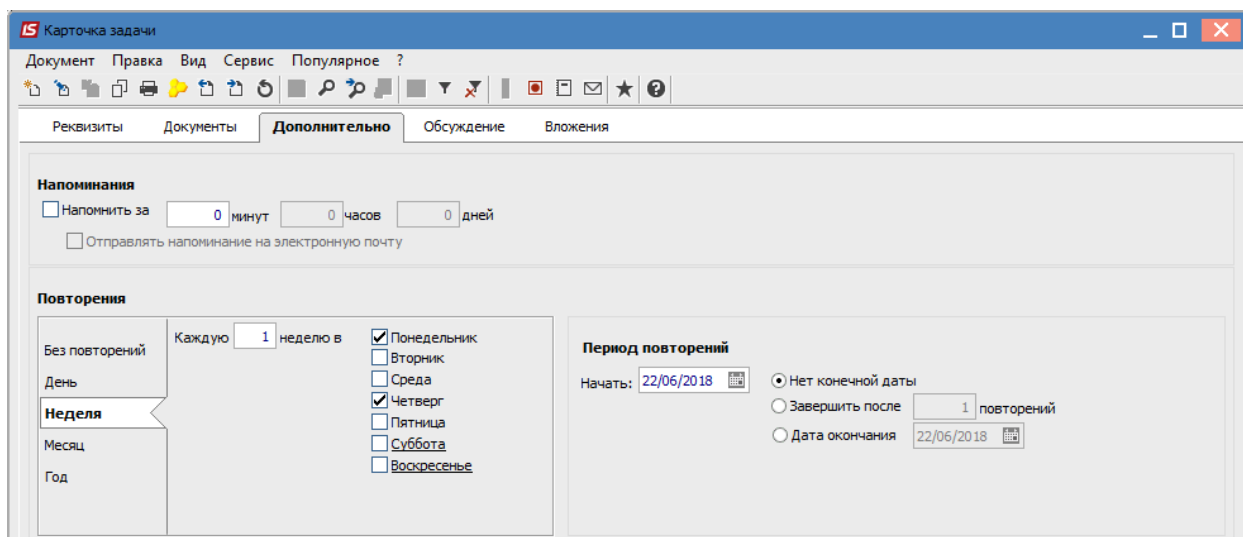 IS Карточка задачи
Документ Правка Вид Сервис Популярное ?
Реквизиты Документы Дополнительно Обсуждение Вложения
Напоминания
Напомнить за 0 минут 0 часов 0 дней
Отправлять напоминание на электронную почту
Повторения
Без повторений
День
Неделя
Месяц
Год
Каждую 1 неделю в
Понедельник
Вторник
Среда
Четверг
Пятница
Суббота
Воскресенье
Период повторений
Начать: 22/06/2018
Нет конечной даты
Завершить после 1 повторений
Дата окончания 22/06/2018